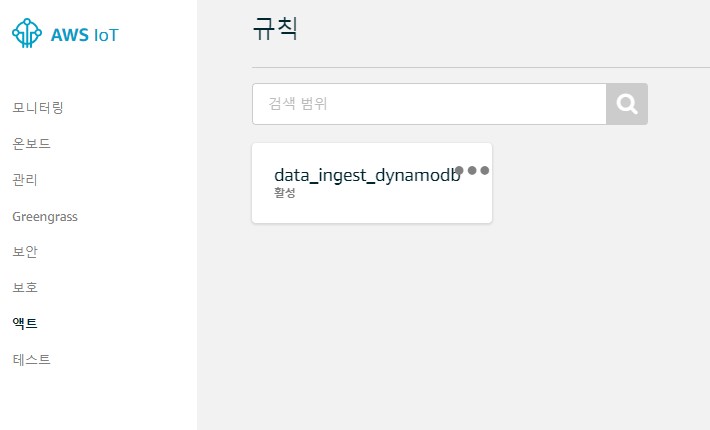 AWS IoT
모니터링
온보드
관리
Greengrass
보안
보호
액트
테스트
규칙
검색 범위
data_ingest_dynamodb
활성